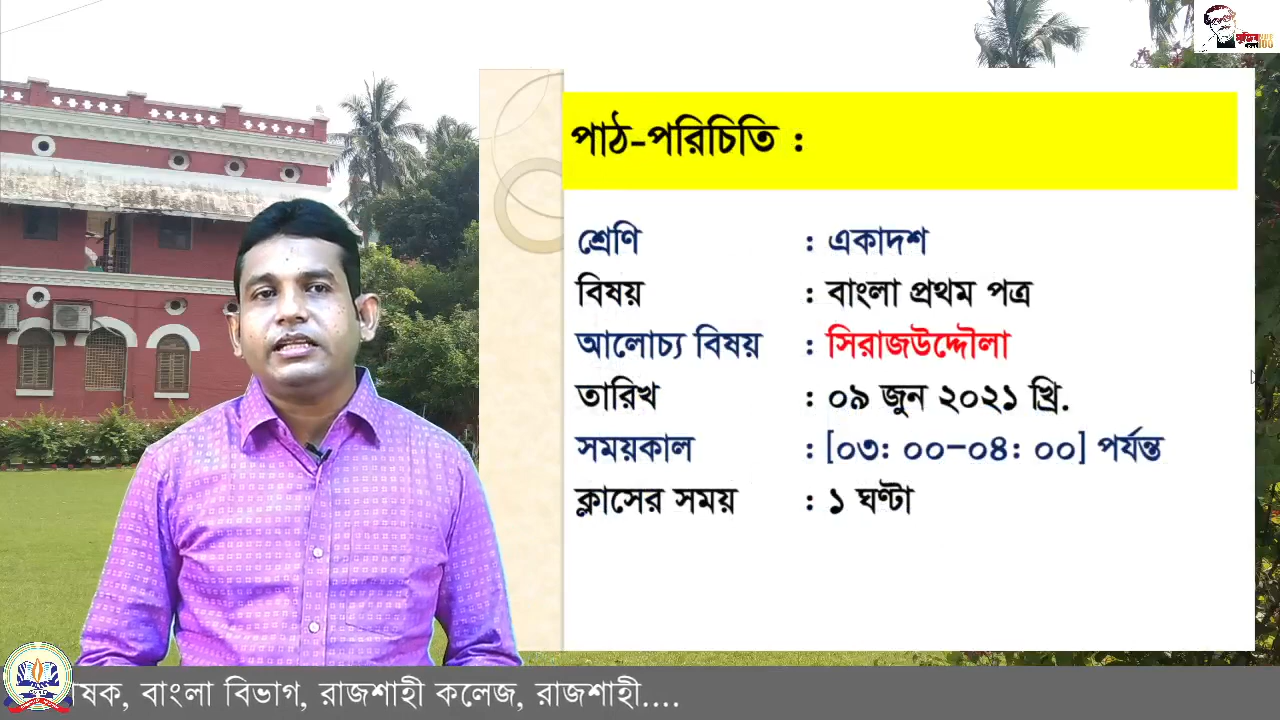 পাঠ-পরিচিতি :
শ্রেণি : একাদশ
বিষয় : বাংলা প্রথম পত্র
আলোচ্য বিষয় : সিরাজউদ্দৌলা
তারিখ : ০৯ জুন ২০২১ খ্রি.
সময়কাল : [০৩: ০০-০৪: ০০] পর্যন্ত
ক্লাসের সময় : ১ ঘণ্টা
ষক, বাংলা বিভাগ, রাজশাহী কলেজ, রাজশাহী....